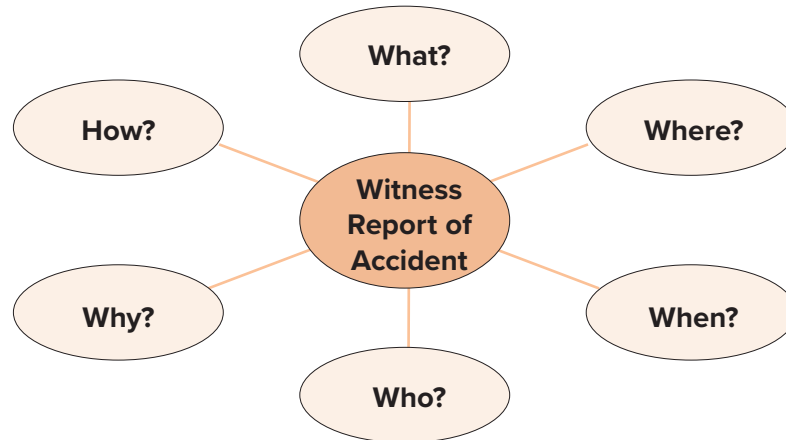 What?
How?
Where?
Witness
Report of
Accident
Why?
When?
Who?